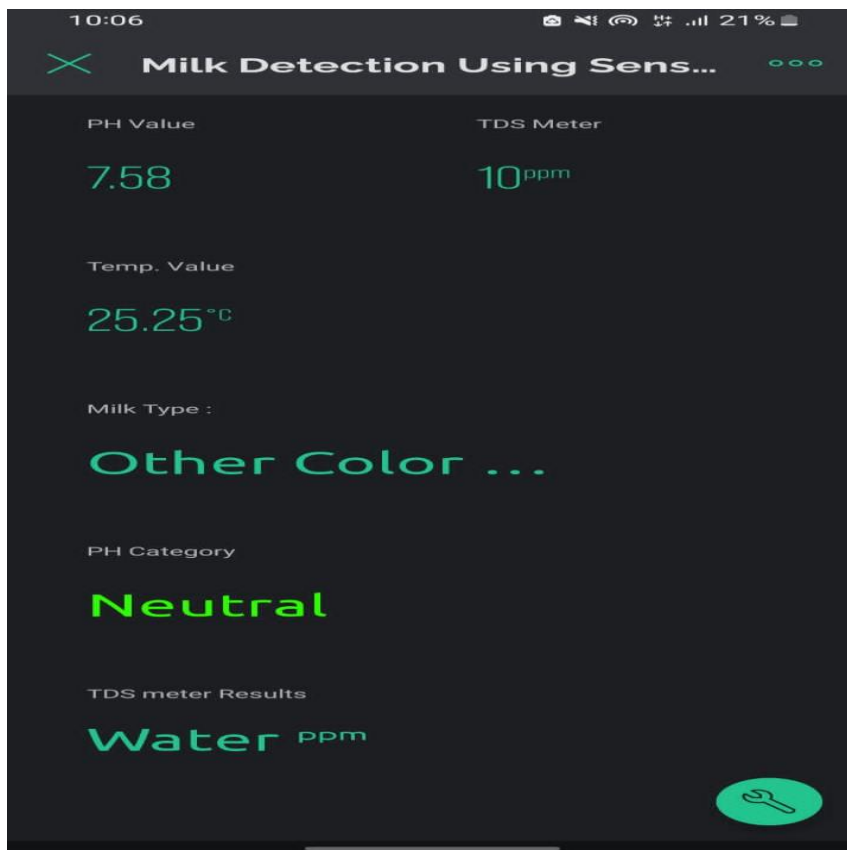 10:06 21%
Milk Detection Using Sens... ooo
PH Value TDS Meter
7.58 10ppm
Temp. Value
25.25°C
Milk Type :
Other Color ...
PH Category
Neutral
TDS meter Results
Water ppm